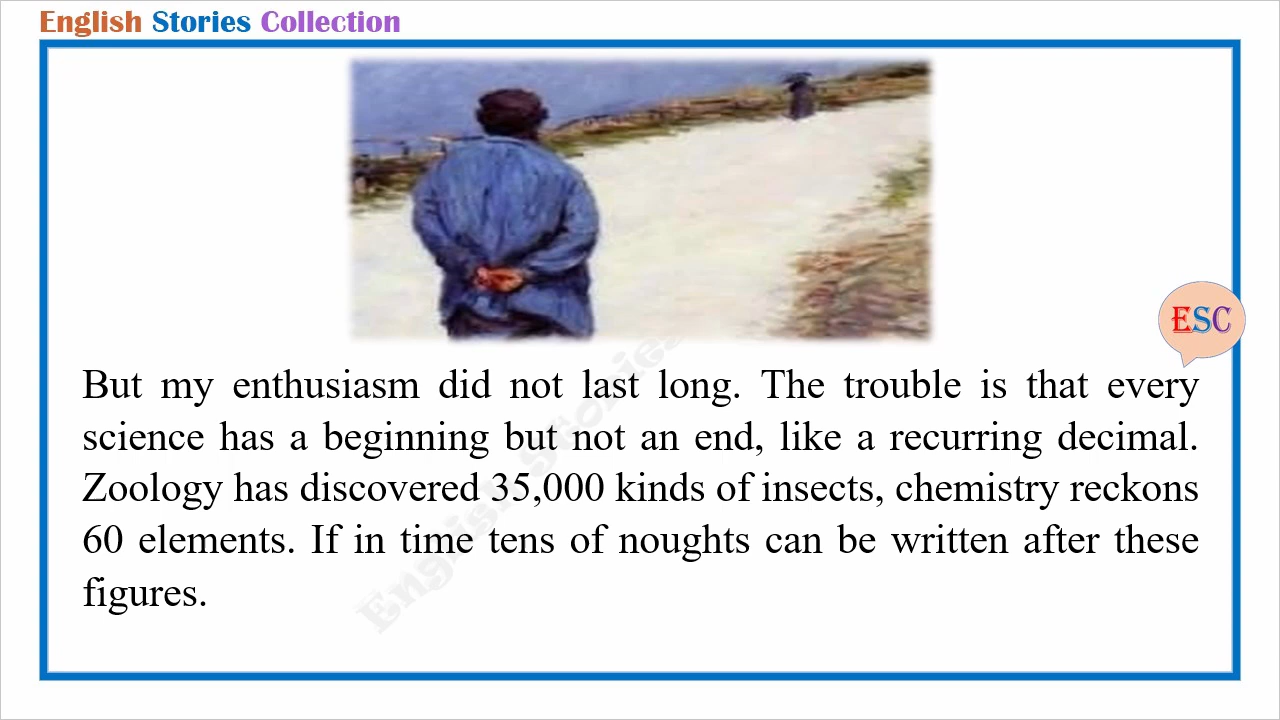 English Stories Collection
ESC
But my enthusiasm did not last long. The trouble is that every
science has a beginning but not an end, like a recurring decimal.
Zoology has discovered 35,000 kinds of insects, chemistry reckons
60 elements. If in time tens of noughts can be written after these
figures.
English Stories